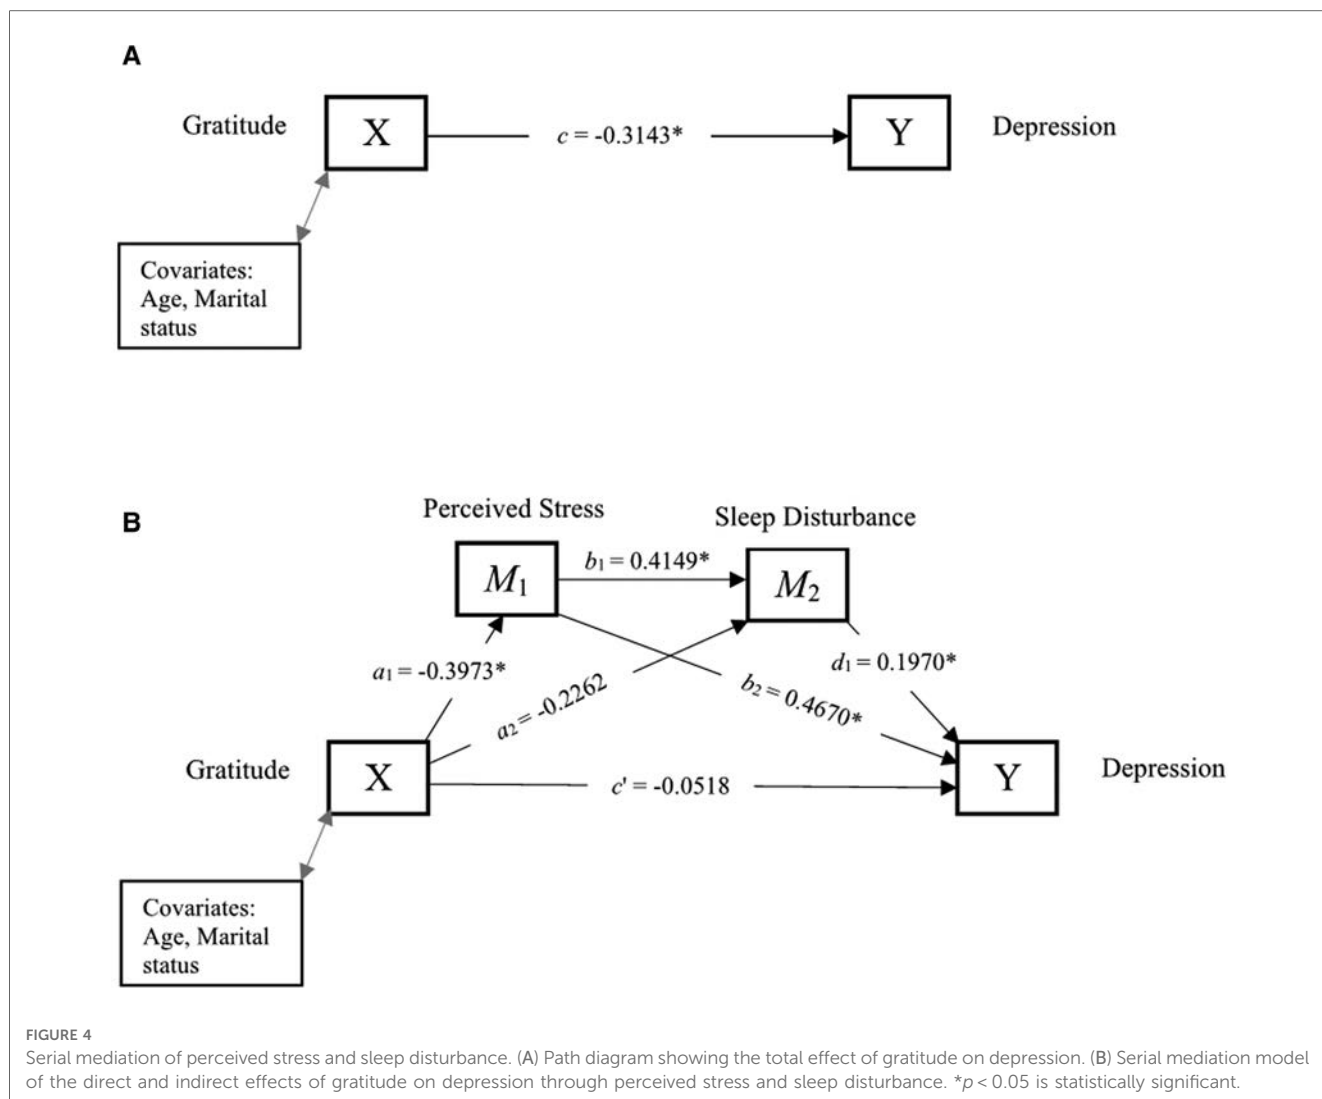 A
Gratitude
X
c = -0.3143*
Y
Depression
Covariates:
Age, Marital
status
B
Perceived Stress
Sleep Disturbance
M₁
b₁ = 0.4149*
M₂
a₁ = -0.3973*
a₂ = -0.2262
b₂ = 0.4670*
d₁ = 0.1970*
Gratitude
X
c' = -0.0518
Y
Depression
Covariates:
Age, Marital
status
FIGURE 4
Serial mediation of perceived stress and sleep disturbance. (A) Path diagram showing the total effect of gratitude on depression. (B) Serial mediation model
of the direct and indirect effects of gratitude on depression through perceived stress and sleep disturbance. *p < 0.05 is statistically significant.